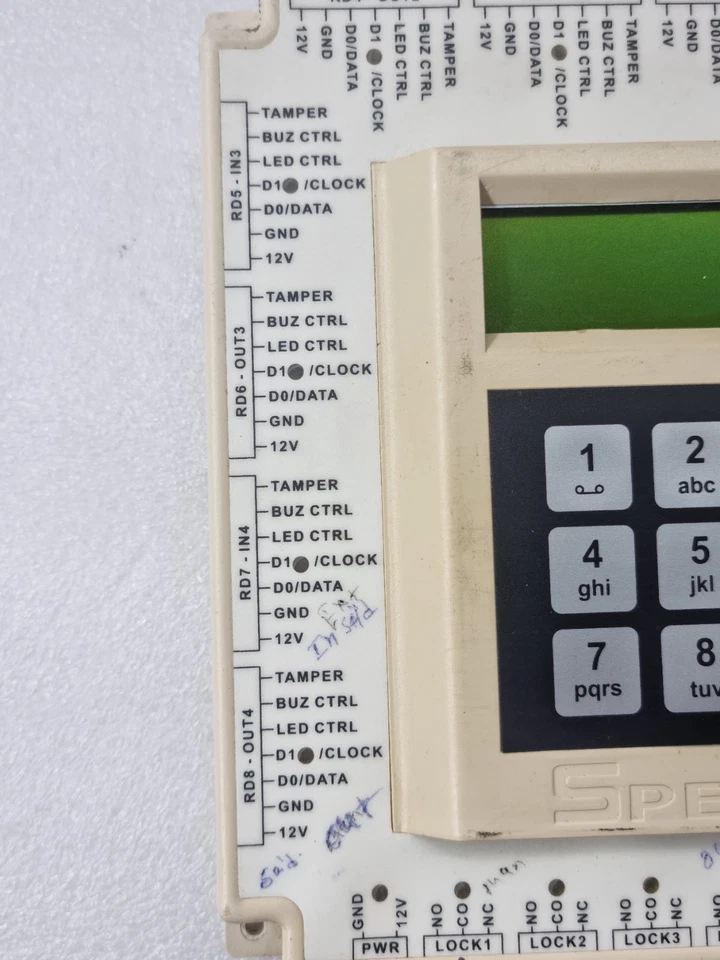 12V
GND
D0/DATA
D1 /CLOCK
LED CTRL
BUZ CTRL
TAMPER
12V
GND
D0/DATA
D1 /CLOCK
LED CTRL
BUZ CTRL
TAMPER
12V
GND
RD5 - IN3
TAMPER
BUZ CTRL
LED CTRL
D1 /CLOCK
D0/DATA
GND
12V
RD6 - OUT3
TAMPER
BUZ CTRL
LED CTRL
D1 /CLOCK
D0/DATA
GND
12V
RD7 - IN4
TAMPER
BUZ CTRL
LED CTRL
D1 /CLOCK
D0/DATA
GND
12V
RD8 - OUT4
TAMPER
BUZ CTRL
LED CTRL
D1 /CLOCK
D0/DATA
GND
12V
1
2
abc
4
ghi
5
jkl
7
pqrs
8
tuv
SPE
GND
12V
PWR
NO
CO
NC
LOCK1
NO
CO
NC
LOCK2
NO
CO
NC
LOCK3